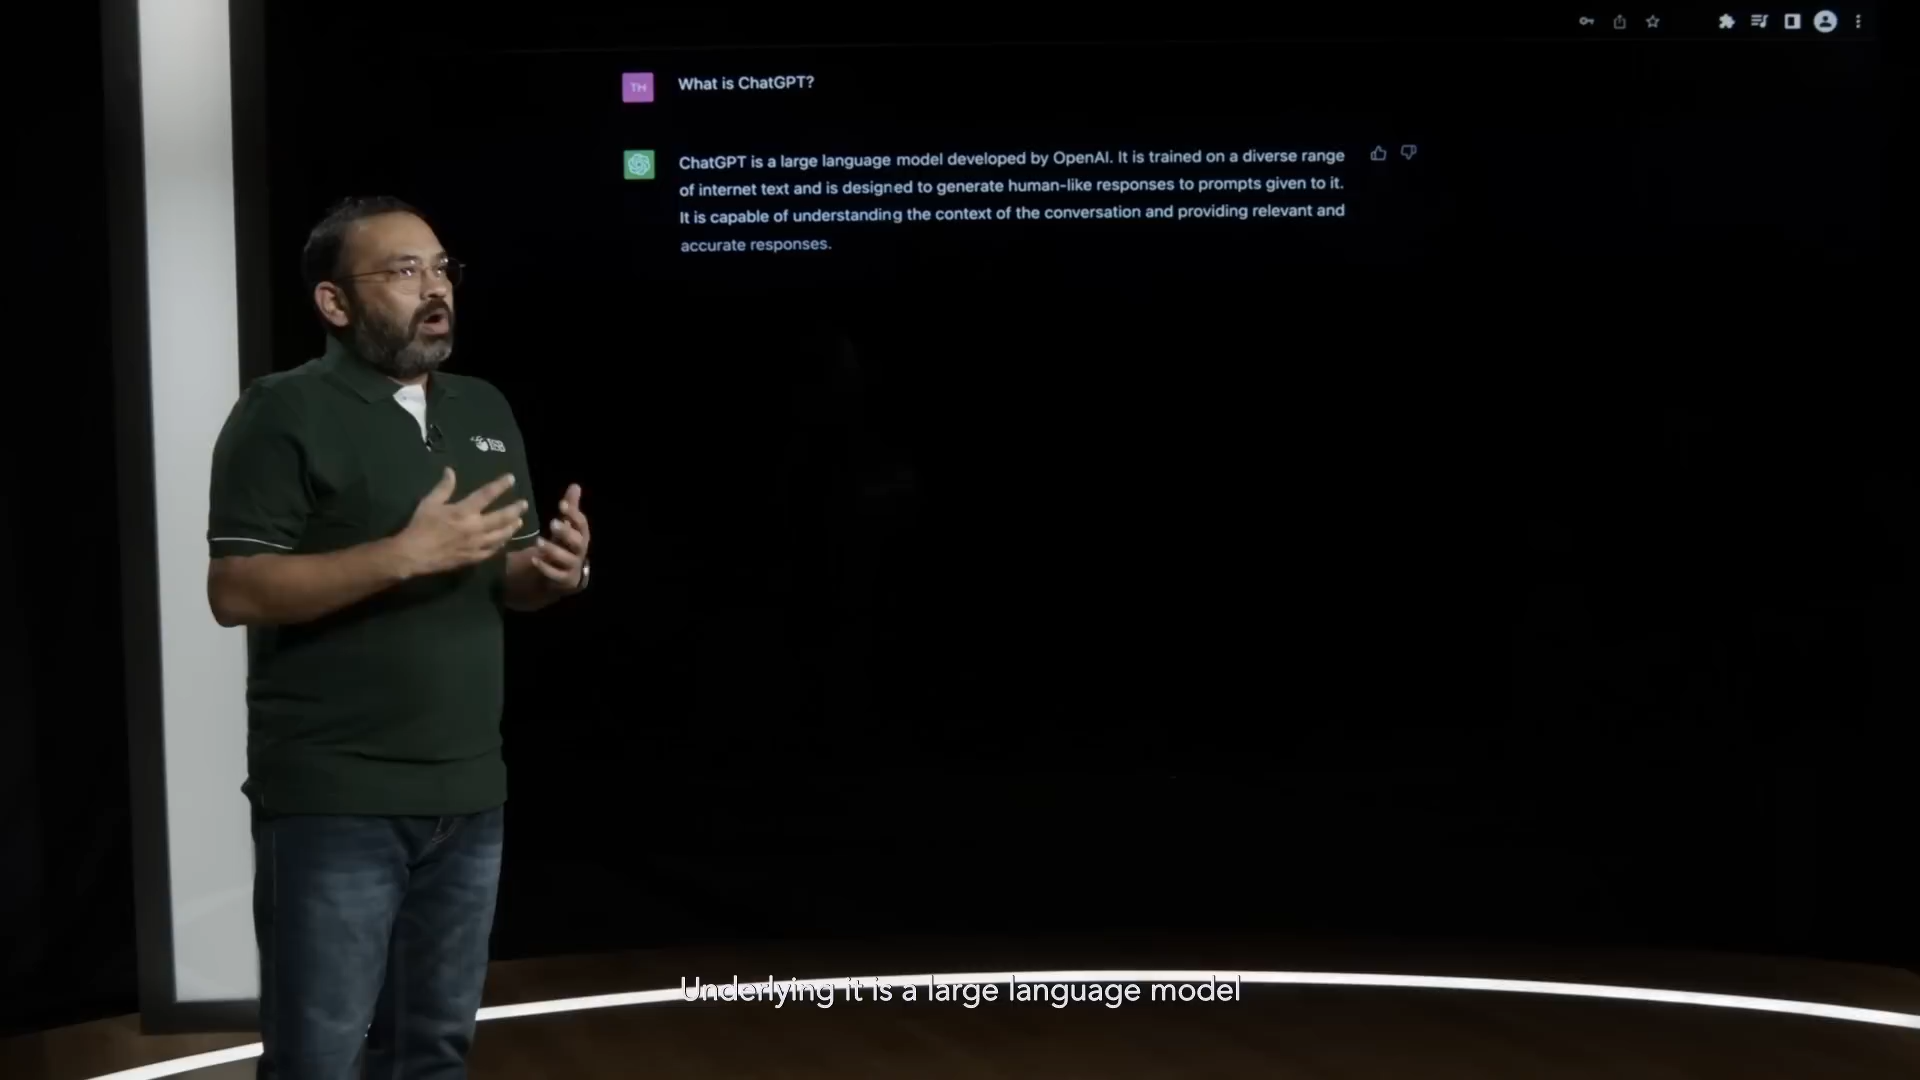 TH
What is ChatGPT?
ChatGPT is a large language model developed by OpenAI. It is trained on a diverse range
of internet text and is designed to generate human-like responses to prompts given to it.
It is capable of understanding the context of the conversation and providing relevant and
accurate responses.
ISB
Underlying it is a large language model